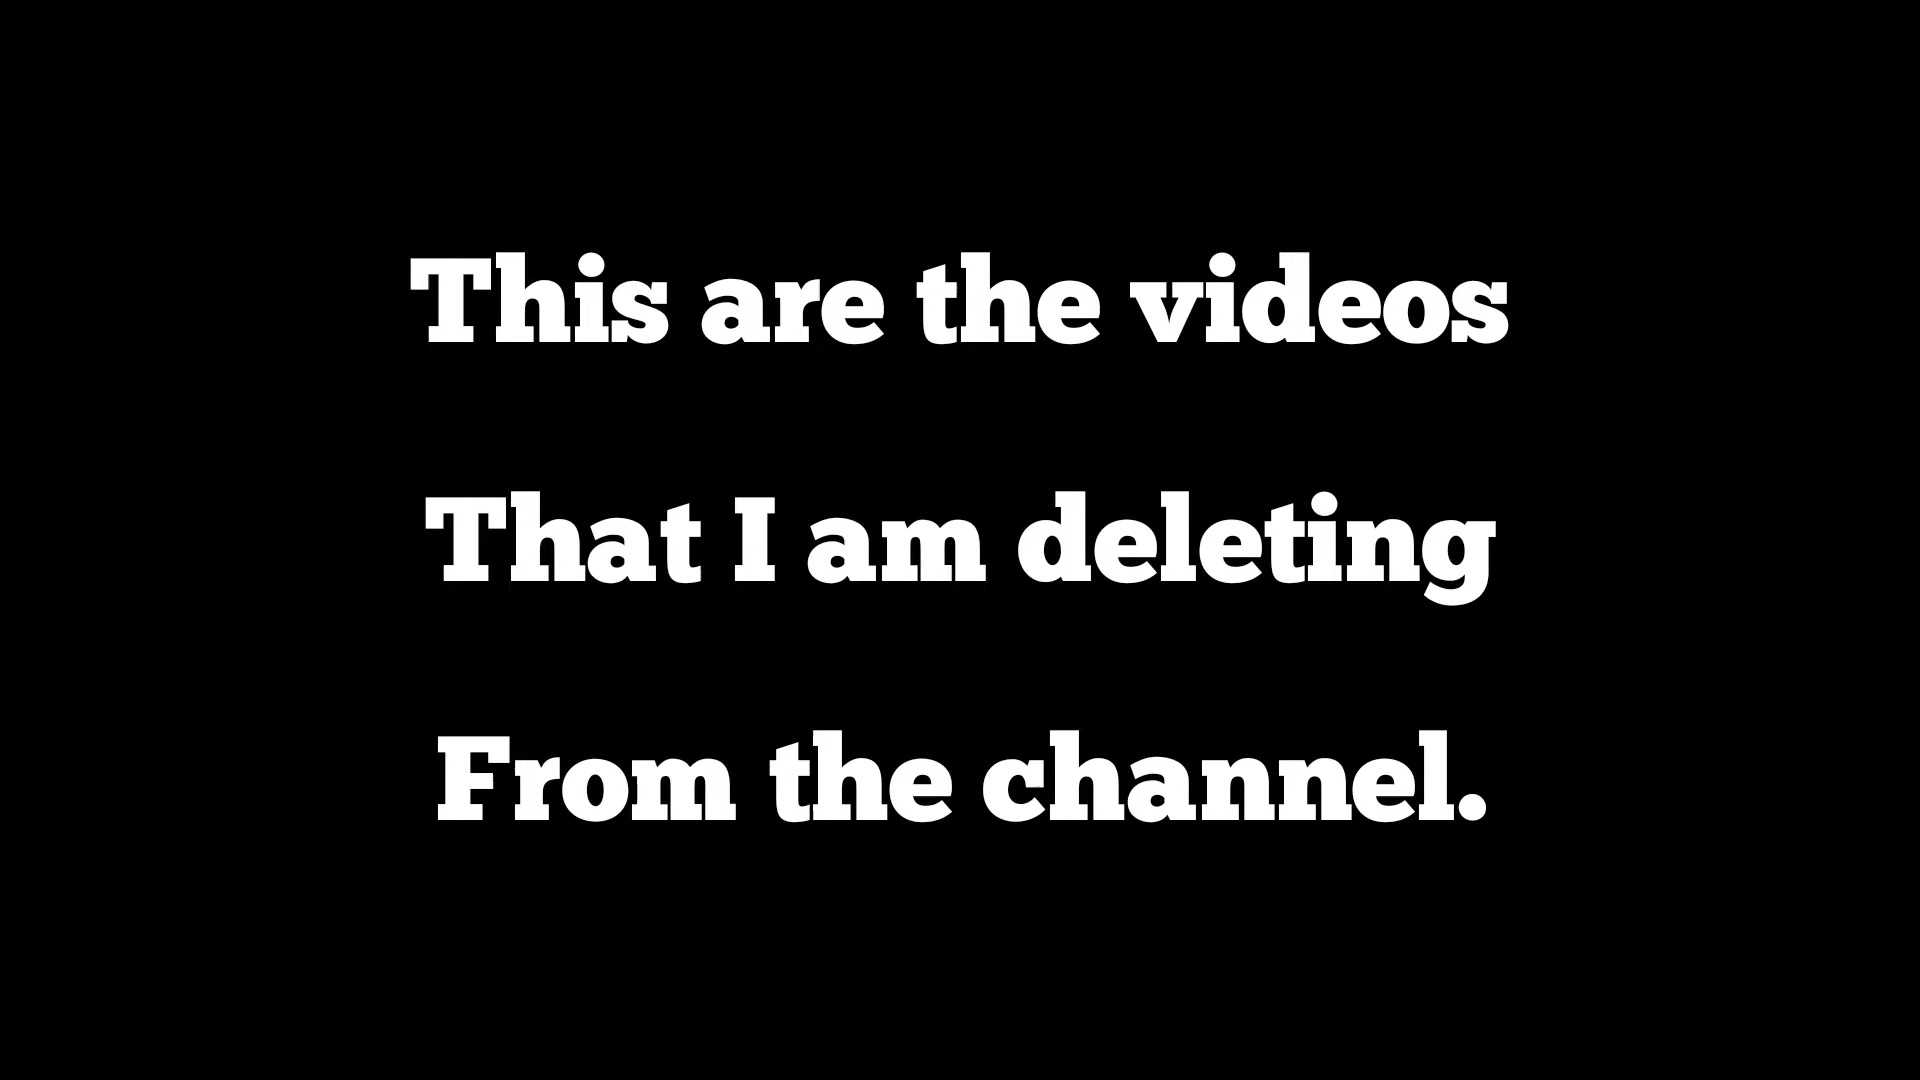 This are the videos
That I am deleting
From the channel.